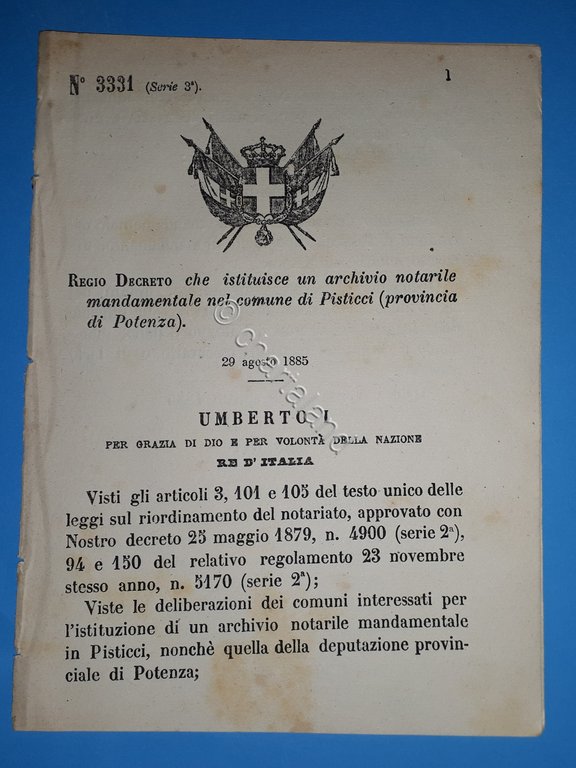 N° 3331 (Serie 3ª).
1
REGIO DECRETO che istituisce un archivio notarile
mandamentale nel comune di Pisticci (provincia
di Potenza).
29 agosto 1885
UMBERTO I
PER GRAZIA DI DIO E PER VOLONTÀ DELLA NAZIONE
RE D'ITALIA
Visti gli articoli 3, 101 e 105 del testo unico delle
leggi sul riordinamento del notariato, approvato con
Nostro decreto 25 maggio 1879, n. 4900 (serie 2ª),
94 e 150 del relativo regolamento 23 novembre
stesso anno, n. 5170 (serie 2ª);
Viste le deliberazioni dei comuni interessati per
l'istituzione di un archivio notarile mandamentale
in Pisticci, nonchè quella della deputazione provin-
ciale di Potenza;